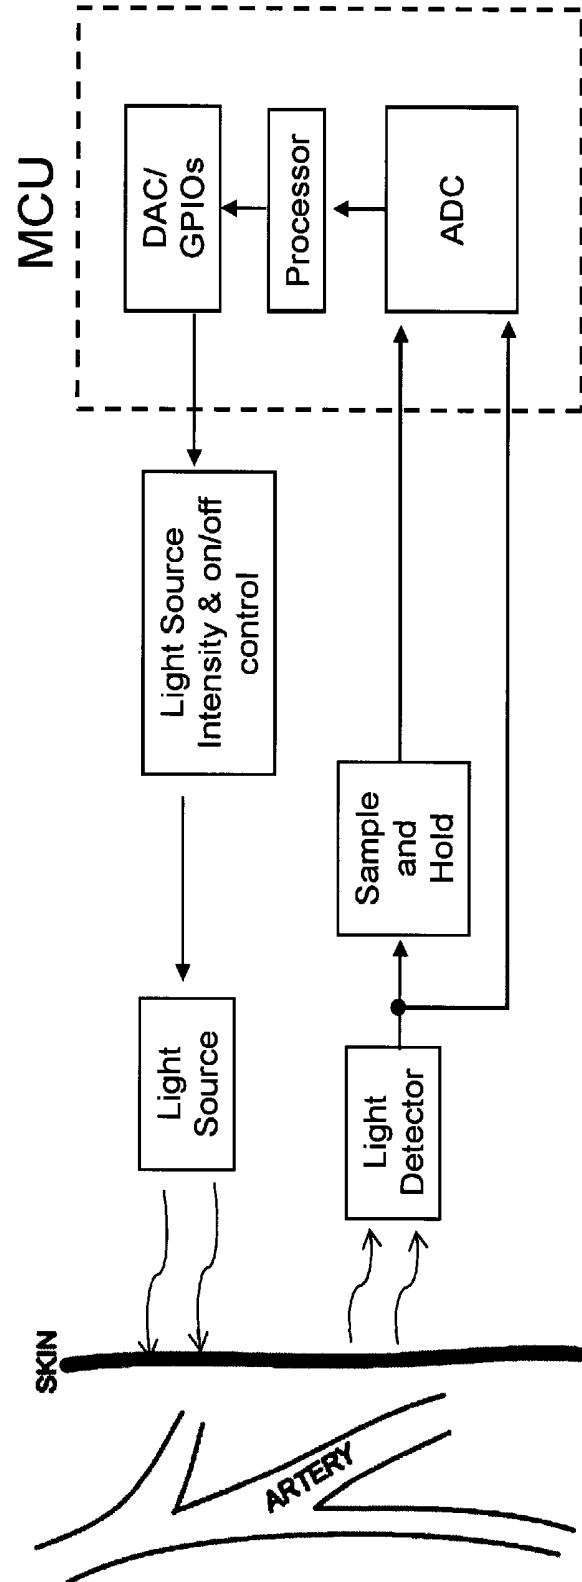 MCU
DAC/
GPIOs
Processor
ADC
Light Source
Intensity & on/off
control
Sample
and
Hold
Light
Source
Light
Detector
SKIN
ARTERY